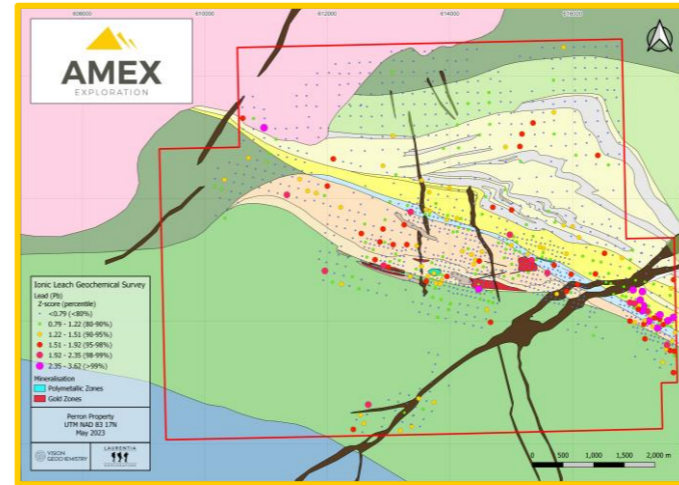 608000 610000 612000 614000 616000
AMEX
EXPLORATION
Ionic Leach Geochemical Survey
Lead (Pb)
Z-score (percentile)
<0.79 (<80%)
0.79 - 1.22 (80-90%)
1.22 - 1.51 (90-95%)
1.51 - 1.92 (95-98%)
1.92 - 2.35 (98-99%)
2.35 - 3.62 (>99%)
Mineralisation
Polymetallic Zones
Gold Zones
Perron Property
UTM NAD 83 17N
May 2023
VISION
GEOCHEMISTRY
LAURENTIA
0 500 1,000 1,500 2,000 m